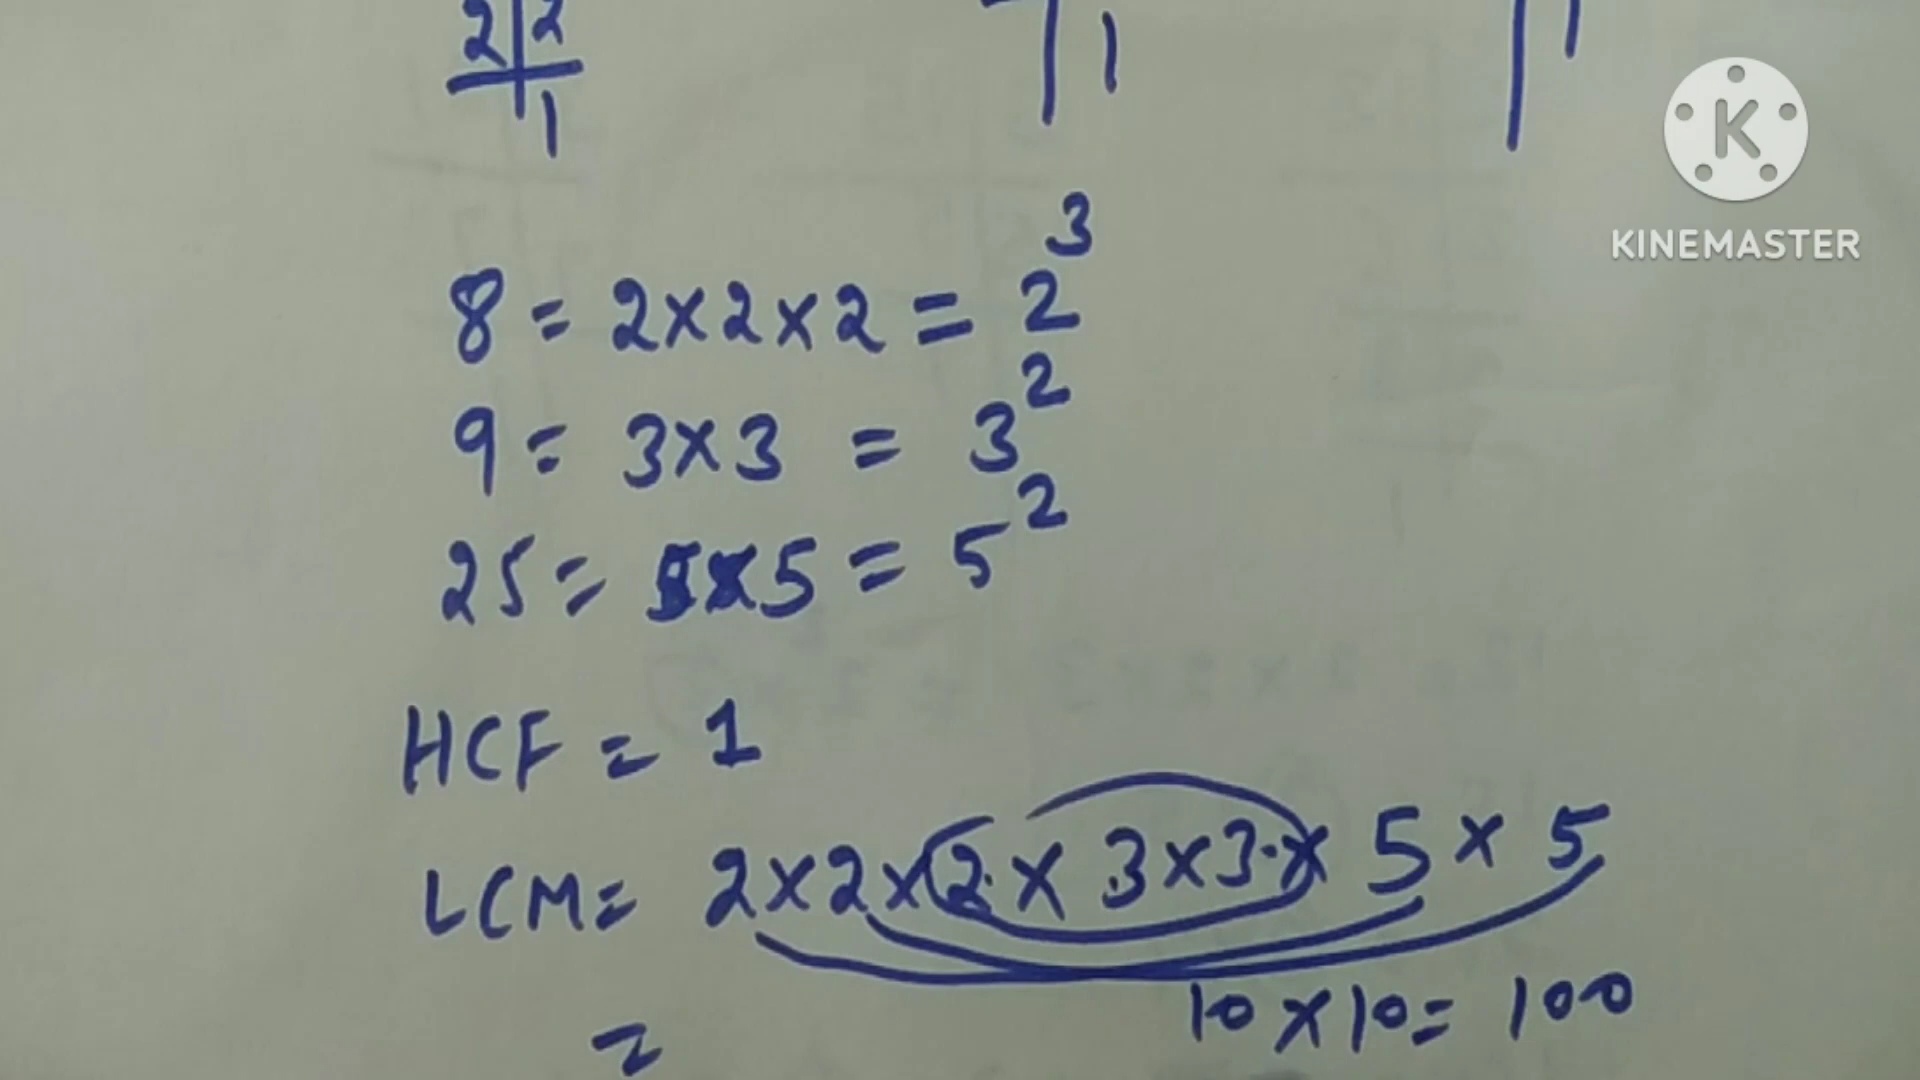 2 2
1
1
1
K
KINEMASTER
8 = 2×2×2 = 2³
9 = 3×3 = 3²
25 = 5×5 = 5²
HCF = 1
LCM = 2×2×2×3×3×5×5
10×10= 100
=